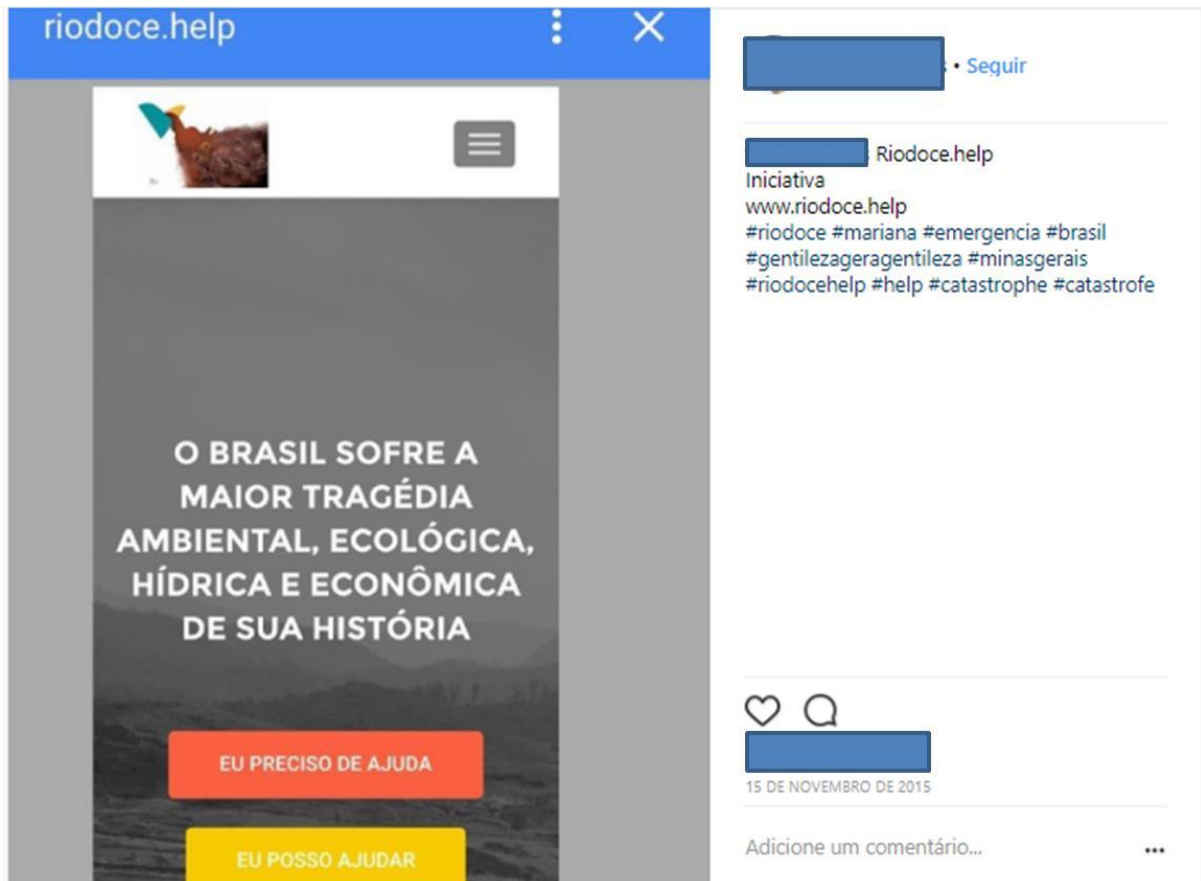 riodoce.help
O BRASIL SOFRE A
MAIOR TRAGÉDIA
AMBIENTAL, ECOLÓGICA,
HÍDRICA E ECONÔMICA
DE SUA HISTÓRIA
EU PRECISO DE AJUDA
EU POSSO AJUDAR
• Seguir
Riodoce.help
Iniciativa
www.riodoce.help
#riodoce #mariana #emergencia #brasil
#gentilezageragentileza #minasgerais
#riodocehelp #help #catastrophe #catastrofe
15 DE NOVEMBRO DE 2015
Adicione um comentário...